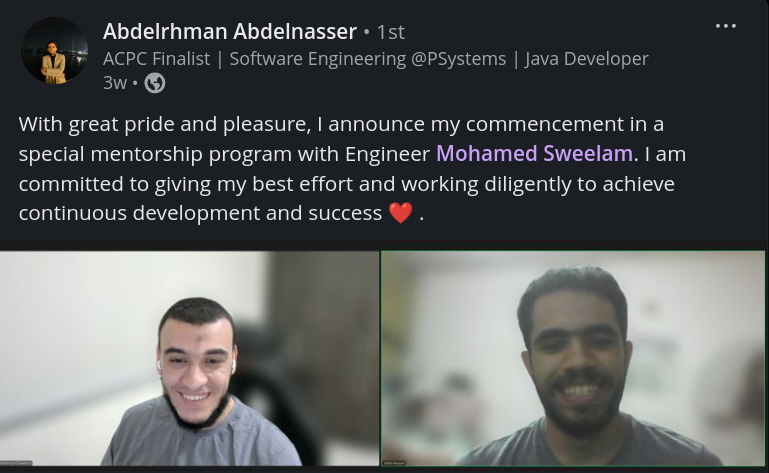 Abdelrhman Abdelnasser • 1st
ACPC Finalist | Software Engineering @PSystems | Java Developer
3w •
With great pride and pleasure, I announce my commencement in a
special mentorship program with Engineer Mohamed Sweelam. I am
committed to giving my best effort and working diligently to achieve
continuous development and success ❤️ .